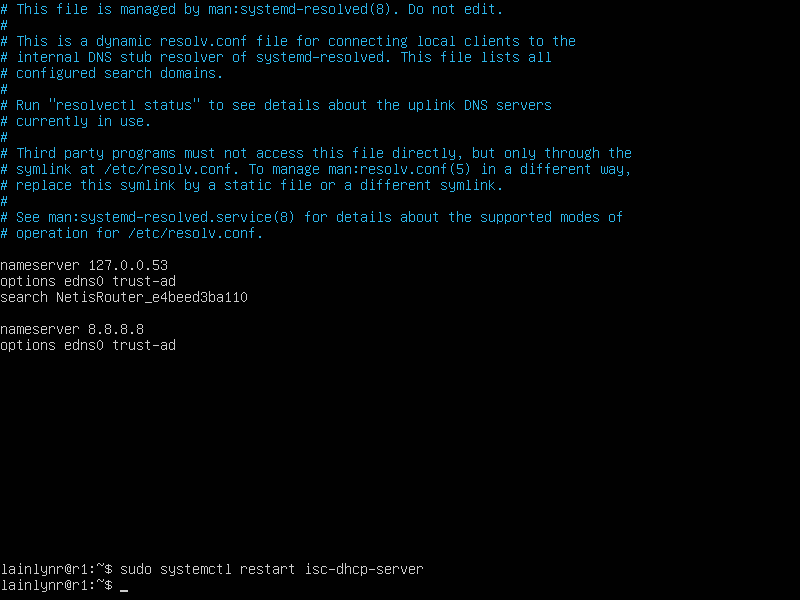 # This file is managed by man:systemd-resolved(8). Do not edit.
#
# This is a dynamic resolv.conf file for connecting local clients to the
# internal DNS stub resolver of systemd-resolved. This file lists all
# configured search domains.
#
# Run "resolvectl status" to see details about the uplink DNS servers
# currently in use.
#
# Third party programs must not access this file directly, but only through the
# symlink at /etc/resolv.conf. To manage man:resolv.conf(5) in a different way,
# replace this symlink by a static file or a different symlink.
#
# See man:systemd-resolved.service(8) for details about the supported modes of
# operation for /etc/resolv.conf.

nameserver 127.0.0.53
options edns0 trust-ad
search NetisRouter_e4beed3ba110

nameserver 8.8.8.8
options edns0 trust-ad

lainlynr@r1:~$ sudo systemctl restart isc-dhcp-server
lainlynr@r1:~$ _